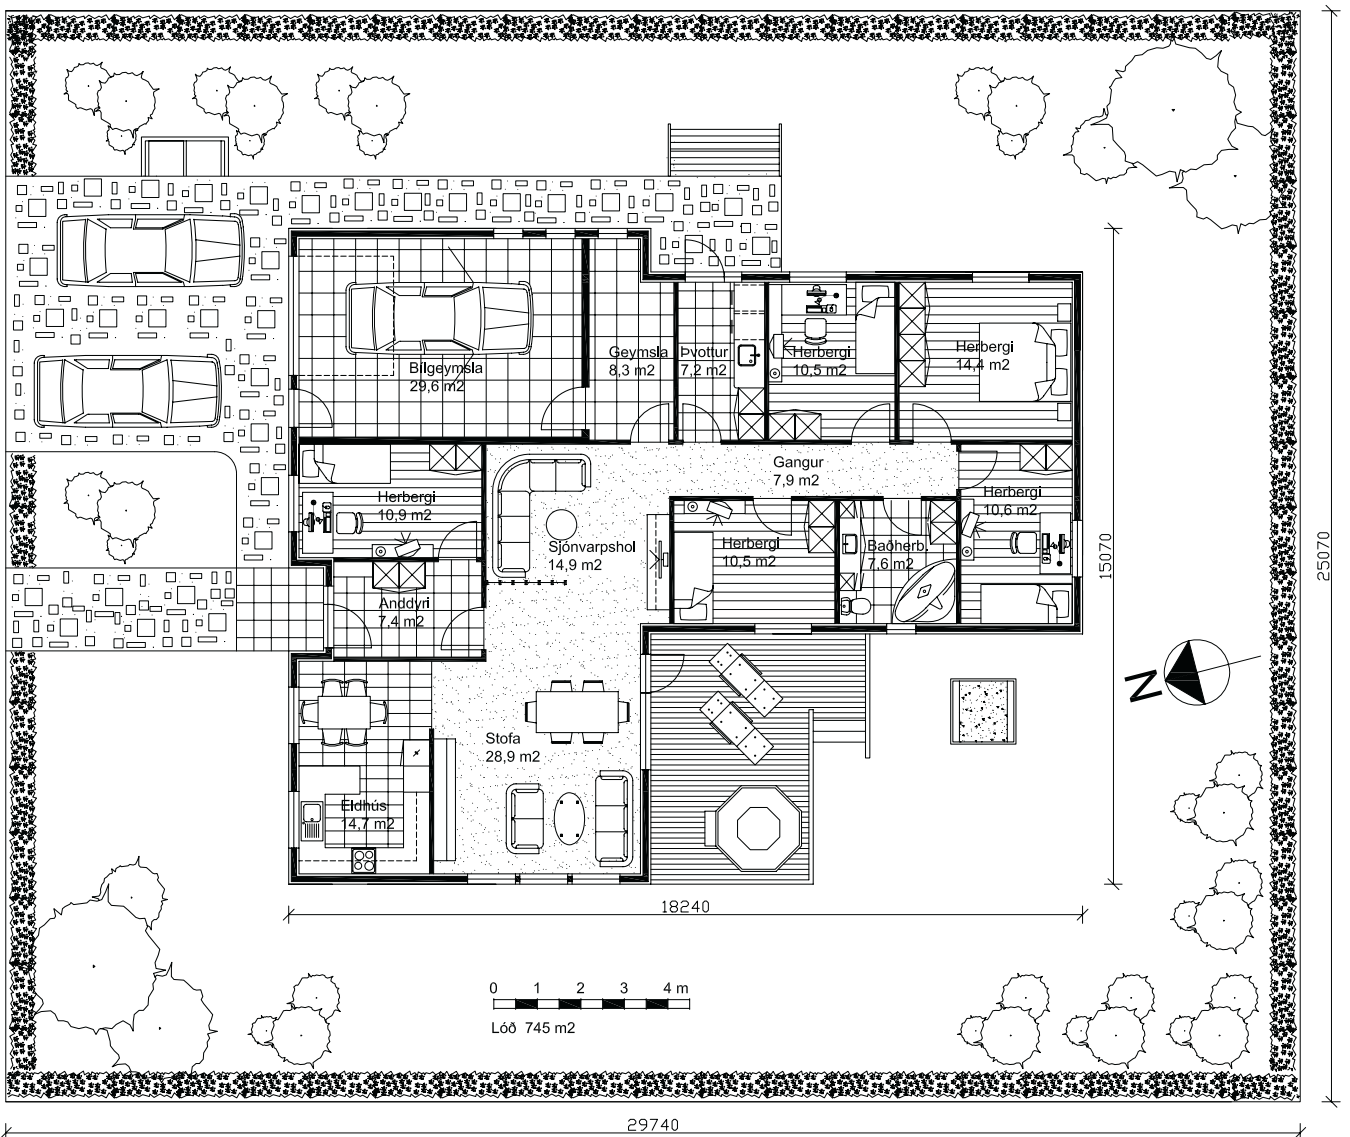 Bílgeymsla
29,6 m2
Geymsla
8,3 m2
Þvottur
7,2 m2
Herbergi
10,5 m2
Herbergi
14,4 m2
Gangur
7,9 m2
Herbergi
10,9 m2
Herbergi
10,6 m2
Sjónvarpshol
14,9 m2
Herbergi
10,5 m2
Baðherb.
7,6 m2
Anddyri
7,4 m2
Stofa
28,9 m2
Eldhús
14,7 m2
15070
25070
N
18240
0 1 2 3 4 m
Lóð 745 m2
29740